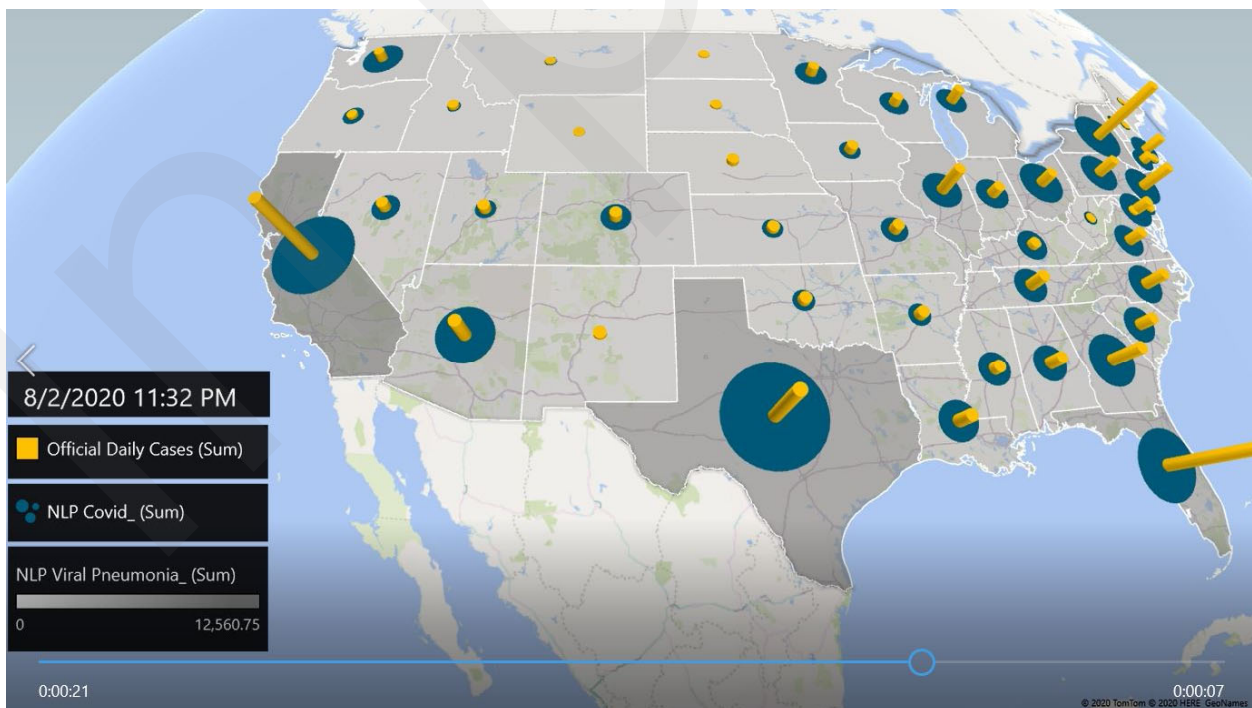 8/2/2020 11:32 PM
Official Daily Cases (Sum)
NLP Covid_ (Sum)
NLP Viral Pneumonia_ (Sum)
0 12,560.75
0:00:21 0:00:07
© 2020 TomTom © 2020 HERE GeoNames